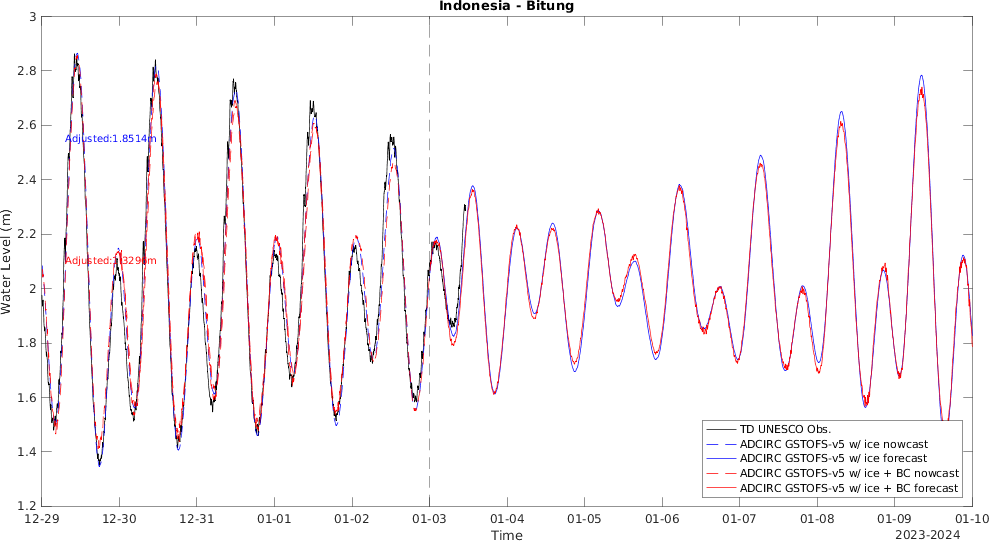 Indonesia - Bitung
Water Level (m)
3
2.8
2.6
2.4
2.2
2
1.8
1.6
1.4
1.2
Adjusted:1.8514m
TD UNESCO Obs.
ADCIRC GSTOFS-v5 w/ ice nowcast
ADCIRC GSTOFS-v5 w/ ice forecast
ADCIRC GSTOFS-v5 w/ ice + BC nowcast
ADCIRC GSTOFS-v5 w/ ice + BC forecast
12-29 12-30 12-31 01-01 01-02 01-03 01-04 01-05 01-06 01-07 01-08 01-09 01-10
Time
2023-2024